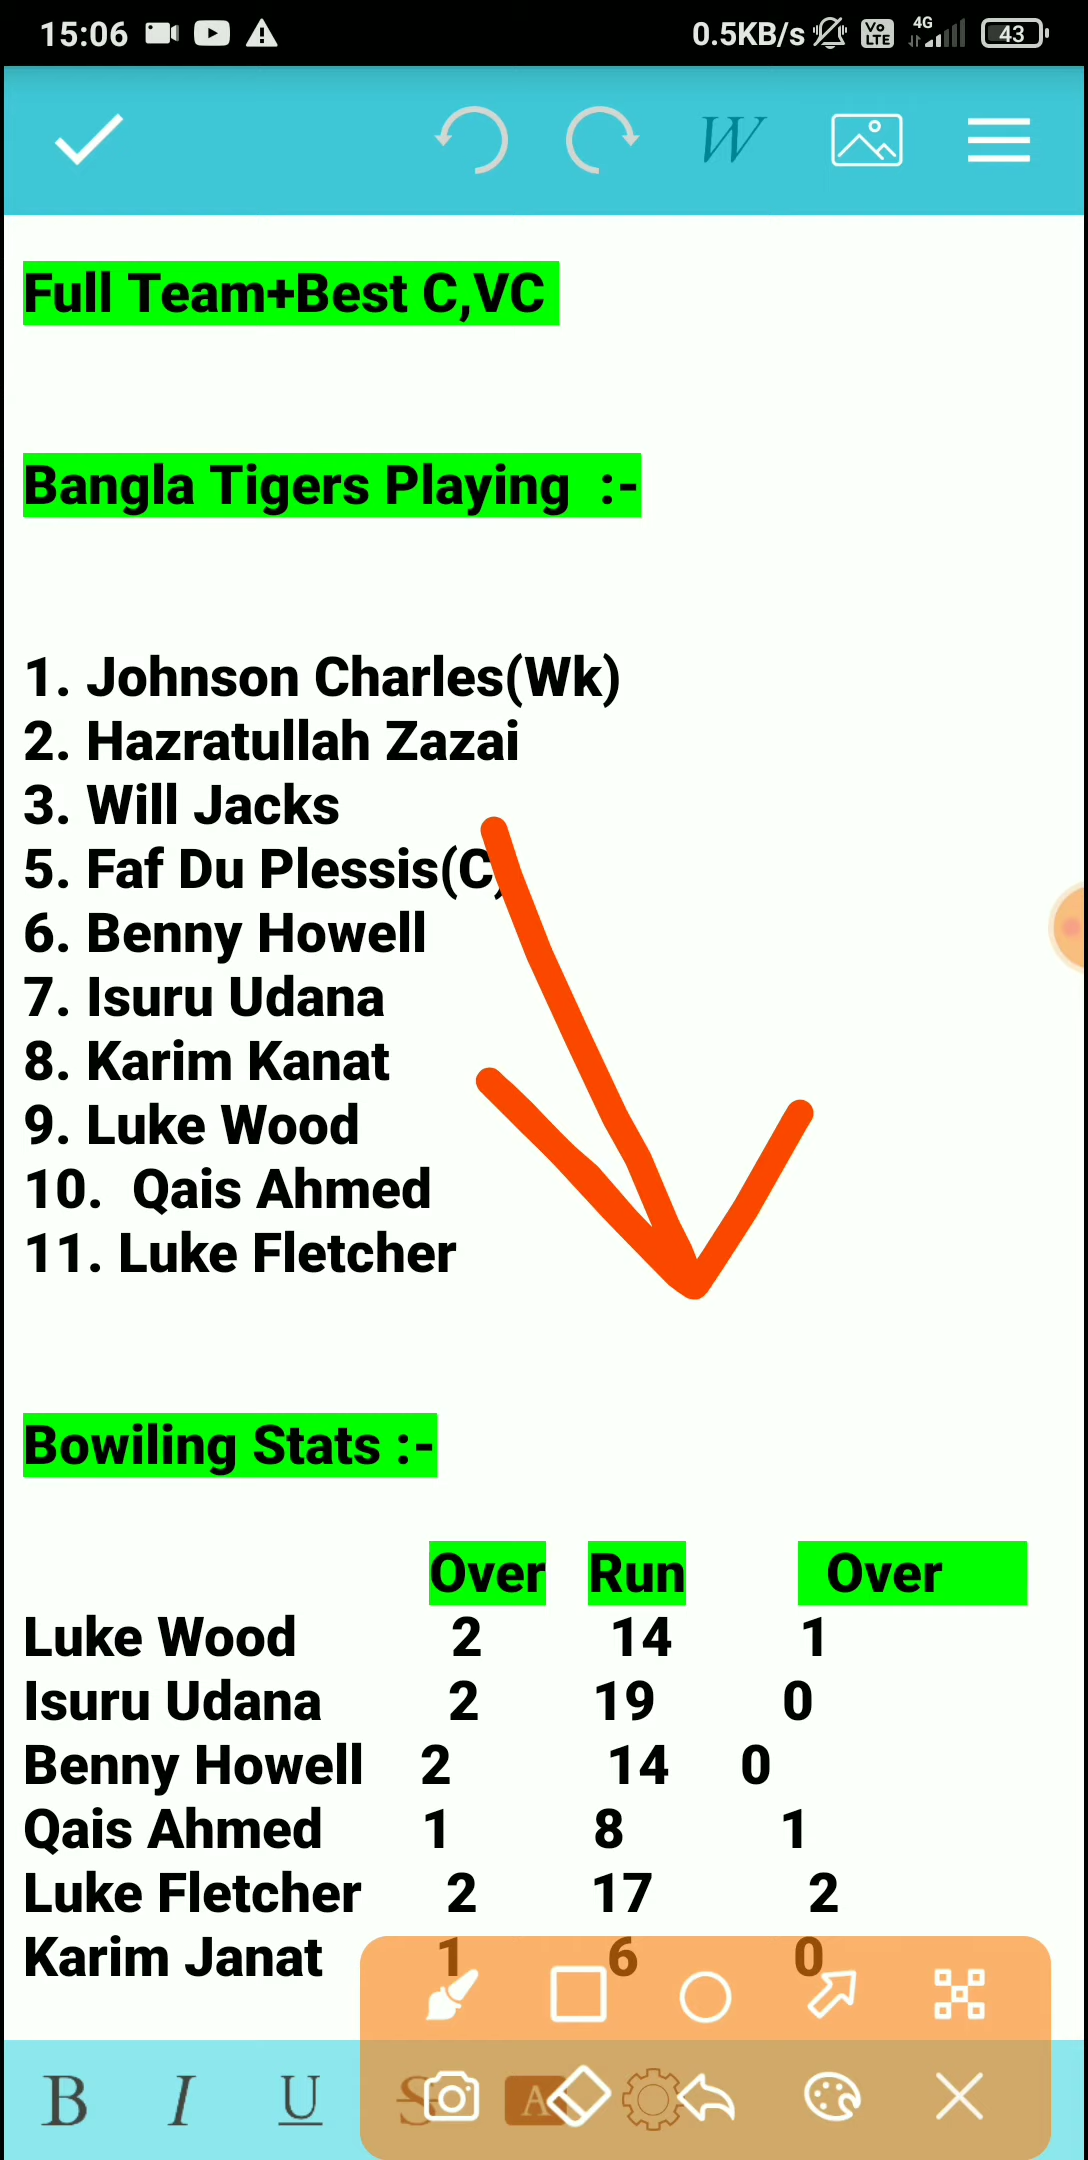 15:06 0.5KB/s Vo LTE 4G 43
W
Full Team+Best C,VC
Bangla Tigers Playing :-
1. Johnson Charles(Wk)
2. Hazratullah Zazai
3. Will Jacks
5. Faf Du Plessis(C)
6. Benny Howell
7. Isuru Udana
8. Karim Kanat
9. Luke Wood
10. Qais Ahmed
11. Luke Fletcher
Bowiling Stats :-
Over Run Over
Luke Wood 2 14 1
Isuru Udana 2 19 0
Benny Howell 2 14 0
Qais Ahmed 1 8 1
Luke Fletcher 2 17 2
Karim Janat 1 6 0
B I U S A